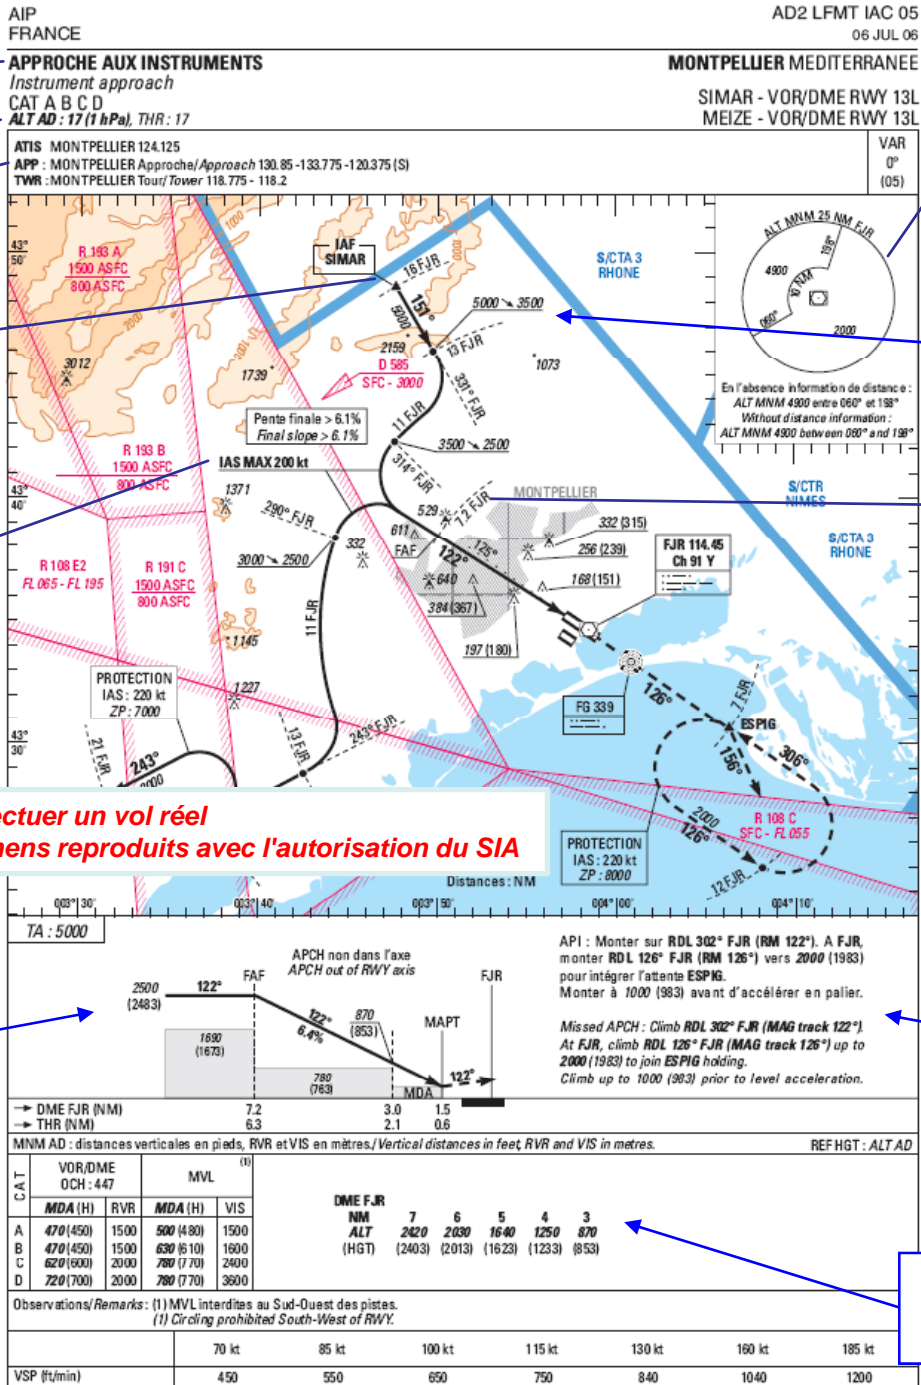 AIP
FRANCE
AD2 LFMT IAC 05
06 JUL 06
APPROCHE AUX INSTRUMENTS
Instrument approach
CAT A B C D
ALT AD : 17 (1 hPa), THR : 17
MONTPELLIER MEDITERRANEE
SIMAR - VOR/DME RWY 13L
MEIZE - VOR/DME RWY 13L
ATIS MONTPELLIER 124.125
APP : MONTPELLIER Approche/Approach 130.85 -133.775 -120.375 (S)
TWR : MONTPELLIER Tour/Tower 118.775 - 118.2
VAR
0°
(05)
43°
50'
R 193 A
1500 ASFC
800 ASFC
1000
2000
1000
IAF
SIMAR
16 FJR
151°
5000
5000 ↘ 3500
S/CTA 3
RHONE
ALT MNM 25 NM FJR
198°
4900
10 NM
060°
2000
En l'absence information de distance :
ALT MNM 4900 entre 060° et 198°
Without distance information :
ALT MNM 4900 between 060° and 198°
3012
1739
2159
13 FJR
1073
D 585
SFC - 3000
331° FJR
11 FJR
Pente finale > 6.1%
Final slope > 6.1%
3500 ↘ 2500
314° FJR
R 193 B
1500 ASFC
800 ASFC
IAS MAX 200 kt
43°
40'
1371
290° FJR
7.2 FJR
MONTPELLIER
S/CTR
NIMES
S/CTA 3
RHONE
529
611
FAF
332 (315)
256 (239)
168 (151)
332
3000 ↘ 2500
122°
125°
640
384 (367)
197 (180)
FJR 114.45
Ch 91 Y
R 108 E2
FL 065 - FL 195
R 191 C
1500 ASFC
800 ASFC
11 FJR
1145
1227
PROTECTION
IAS : 220 kt
ZP : 7000
FG 339
126°
7 FJR
ESPIG
156°
306°
43°
30'
21 FJR
243°
13 FJR
243° FJR
R 108 C
SFC - FL 055
2000
126°
12 FJR
PROTECTION
IAS : 220 kt
ZP : 8000
ectuer un vol réel
mens reproduits avec l'autorisation du SIA
Distances : NM
003°30' 003°40' 003°50' 004°00' 004°10'
TA : 5000
APCH non dans l'axe
APCH out of RWY axis
2500
(2483)
122°
FAF
122°
6.4%
870
(853)
MAPT
FJR
122°
1690
(1673)
780
(763)
MDA
→ DME FJR (NM) 7.2 3.0 1.5
→ THR (NM) 6.3 2.1 0.6
API : Monter sur RDL 302° FJR (RM 122°). A FJR,
monter RDL 126° FJR (RM 126°) vers 2000 (1983)
pour intégrer l'attente ESPIG.
Monter à 1000 (983) avant d'accélérer en palier.
Missed APCH : Climb RDL 302° FJR (MAG track 122°).
At FJR, climb RDL 126° FJR (MAG track 126°) up to
2000 (1983) to join ESPIG holding.
Climb up to 1000 (983) prior to level acceleration.
MNM AD : distances verticales en pieds, RVR et VIS en mètres./Vertical distances in feet, RVR and VIS in metres. REF HGT : ALT AD
CAT VOR/DME OCH : 447 MVL (1)
MDA (H) RVR MDA (H) VIS
A 470 (450) 1500 500 (480) 1500
B 470 (450) 1500 630 (610) 1600
C 620 (600) 2000 780 (770) 2400
D 720 (700) 2000 780 (770) 3600
DME FJR
NM 7 6 5 4 3
ALT 2420 2030 1640 1250 870
(HGT) (2403) (2013) (1623) (1233) (853)
Observations/Remarks : (1) MVL interdites au Sud-Ouest des pistes.
(1) Circling prohibited South-West of RWY.
70 kt 85 kt 100 kt 115 kt 130 kt 160 kt 185 kt
VSP (ft/min) 450 550 650 750 840 1040 1200